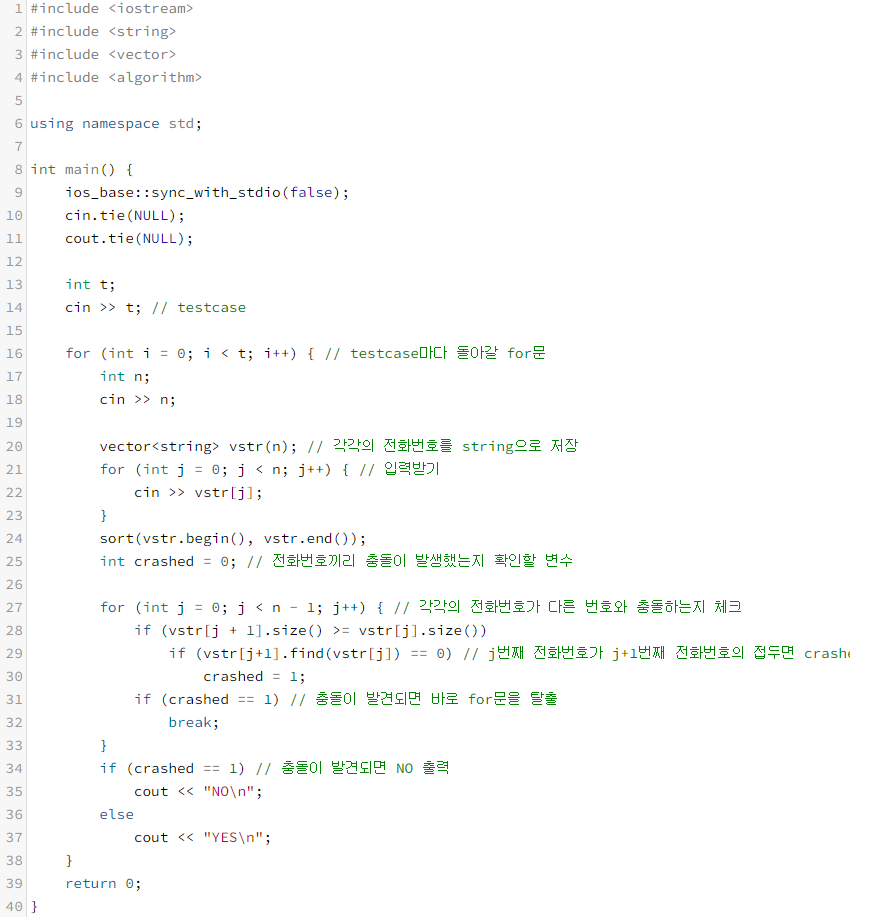 1 #include <iostream>
2 #include <string>
3 #include <vector>
4 #include <algorithm>
5
6 using namespace std;
7
8 int main() {
9     ios_base::sync_with_stdio(false);
10     cin.tie(NULL);
11     cout.tie(NULL);
12
13     int t;
14     cin >> t; // testcase
15
16     for (int i = 0; i < t; i++) { // testcase마다 돌아갈 for문
17         int n;
18         cin >> n;
19
20         vector<string> vstr(n); // 각각의 전화번호를 string으로 저장
21         for (int j = 0; j < n; j++) { // 입력받기
22             cin >> vstr[j];
23         }
24         sort(vstr.begin(), vstr.end());
25         int crashed = 0; // 전화번호끼리 충돌이 발생했는지 확인할 변수
26
27         for (int j = 0; j < n - 1; j++) { // 각각의 전화번호가 다른 번호와 충돌하는지 체크
28             if (vstr[j + 1].size() >= vstr[j].size())
29                 if (vstr[j+1].find(vstr[j]) == 0) // j번째 전화번호가 j+1번째 전화번호의 접두면 crashe
30                     crashed = 1;
31             if (crashed == 1) // 충돌이 발견되면 바로 for문을 탈출
32                 break;
33         }
34         if (crashed == 1) // 충돌이 발견되면 NO 출력
35             cout << "NO\n";
36         else
37             cout << "YES\n";
38     }
39     return 0;
40 }